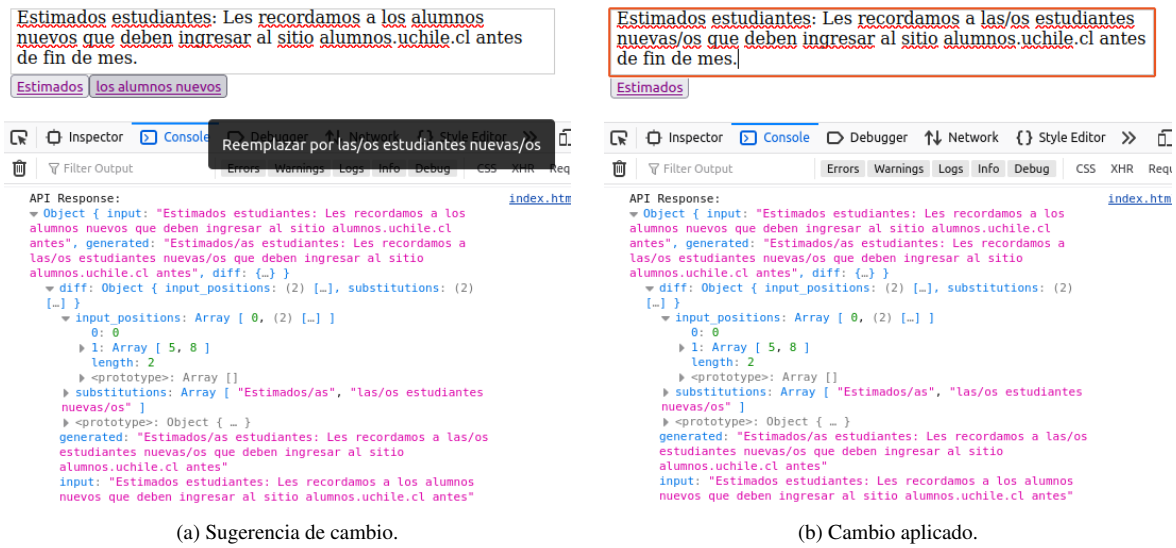 Estimados estudiantes: Les recordamos a los alumnos
nuevos que deben ingresar al sitio alumnos.uchile.cl antes
de fin de mes.
Estimados los alumnos nuevos
Inspector Console Debugger Network {} Style Editor
Reemplazar por las/os estudiantes nuevas/os
Filter Output Errors Warnings Logs Info Debug CSS XHR Requ
API Response: index.htm
Object { input: "Estimados estudiantes: Les recordamos a los
alumnos nuevos que deben ingresar al sitio alumnos.uchile.cl
antes", generated: "Estimados/as estudiantes: Les recordamos a
las/os estudiantes nuevas/os que deben ingresar al sitio
alumnos.uchile.cl antes", diff: {…} }
diff: Object { input_positions: (2) […], substitutions: (2)
[…] }
input_positions: Array [ 0, (2) […] ]
0: 0
1: Array [ 5, 8 ]
length: 2
<prototype>: Array []
substitutions: Array [ "Estimados/as", "las/os estudiantes
nuevas/os" ]
<prototype>: Object { … }
generated: "Estimados/as estudiantes: Les recordamos a las/os
estudiantes nuevas/os que deben ingresar al sitio
alumnos.uchile.cl antes"
input: "Estimados estudiantes: Les recordamos a los alumnos
nuevos que deben ingresar al sitio alumnos.uchile.cl antes"
(a) Sugerencia de cambio.
Estimados estudiantes: Les recordamos a las/os estudiantes
nuevas/os que deben ingresar al sitio alumnos.uchile.cl antes
de fin de mes.
Estimados
Inspector Console Debugger Network {} Style Editor
Filter Output Errors Warnings Logs Info Debug CSS XHR Requ
API Response: index.htm
Object { input: "Estimados estudiantes: Les recordamos a los
alumnos nuevos que deben ingresar al sitio alumnos.uchile.cl
antes", generated: "Estimados/as estudiantes: Les recordamos a
las/os estudiantes nuevas/os que deben ingresar al sitio
alumnos.uchile.cl antes", diff: {…} }
diff: Object { input_positions: (2) […], substitutions: (2)
[…] }
input_positions: Array [ 0, (2) […] ]
0: 0
1: Array [ 5, 8 ]
length: 2
<prototype>: Array []
substitutions: Array [ "Estimados/as", "las/os estudiantes
nuevas/os" ]
<prototype>: Object { … }
generated: "Estimados/as estudiantes: Les recordamos a las/os
estudiantes nuevas/os que deben ingresar al sitio
alumnos.uchile.cl antes"
input: "Estimados estudiantes: Les recordamos a los alumnos
nuevos que deben ingresar al sitio alumnos.uchile.cl antes"
(b) Cambio aplicado.